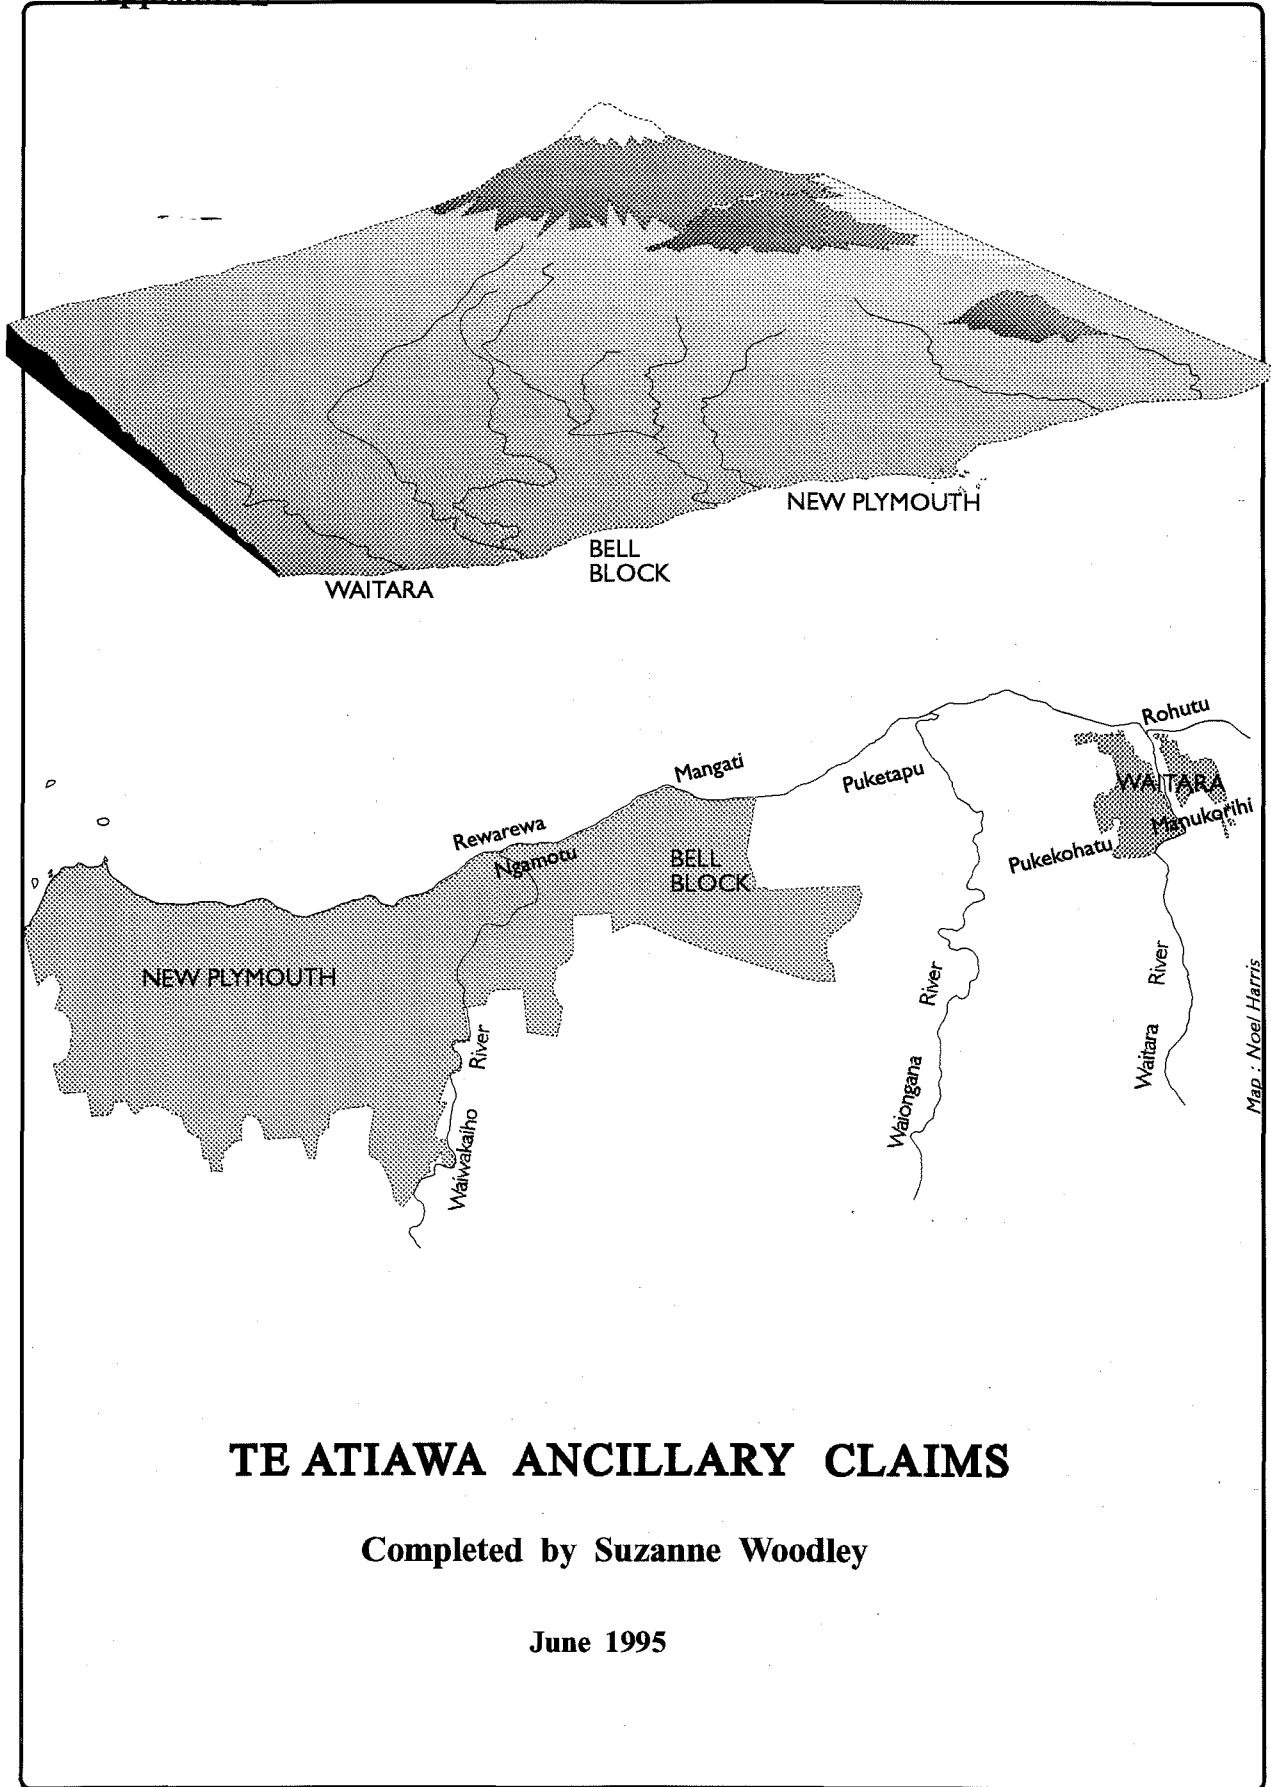 NEW PLYMOUTH
BELL
BLOCK
WAITARA
Rohutu
Mangati
Puketapu
WAITARA
Rewarewa
Manukorihi
Ngamotu
Pukekohatu
BELL
BLOCK
NEW PLYMOUTH
Waiwakaiho River
Waiongana River
Waitara River
Map : Noel Harris
TE ATIAWA ANCILLARY CLAIMS
Completed by Suzanne Woodley
June 1995